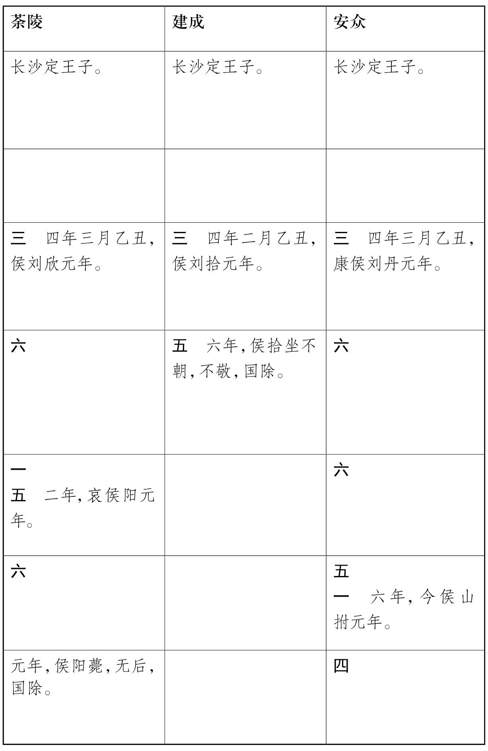 茶陵
建成
安众
长沙定王子。
长沙定王子。
长沙定王子。
三 四年三月乙丑,
侯刘欣元年。
三 四年二月乙丑,
侯刘拾元年。
三 四年三月乙丑,
康侯刘丹元年。
六
五 六年,侯拾坐不
朝,不敬,国除。
六
一
五 二年,哀侯阳元
年。
六
六
五
一 六年,今侯山
拊元年。
元年,侯阳薨,无后,
国除。
四